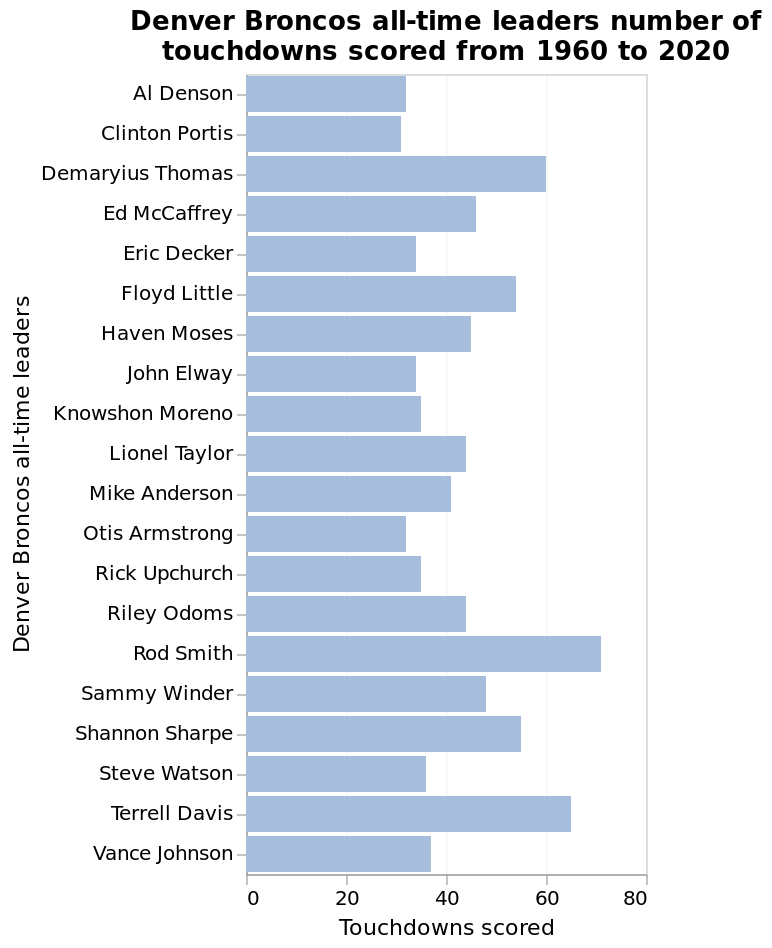 Denver Broncos all-time leaders number of
touchdowns scored from 1960 to 2020
Denver Broncos all-time leaders
Al Denson
Clinton Portis
Demaryius Thomas
Ed McCaffrey
Eric Decker
Floyd Little
Haven Moses
John Elway
Knowshon Moreno
Lionel Taylor
Mike Anderson
Otis Armstrong
Rick Upchurch
Riley Odoms
Rod Smith
Sammy Winder
Shannon Sharpe
Steve Watson
Terrell Davis
Vance Johnson
0 20 40 60 80
Touchdowns scored